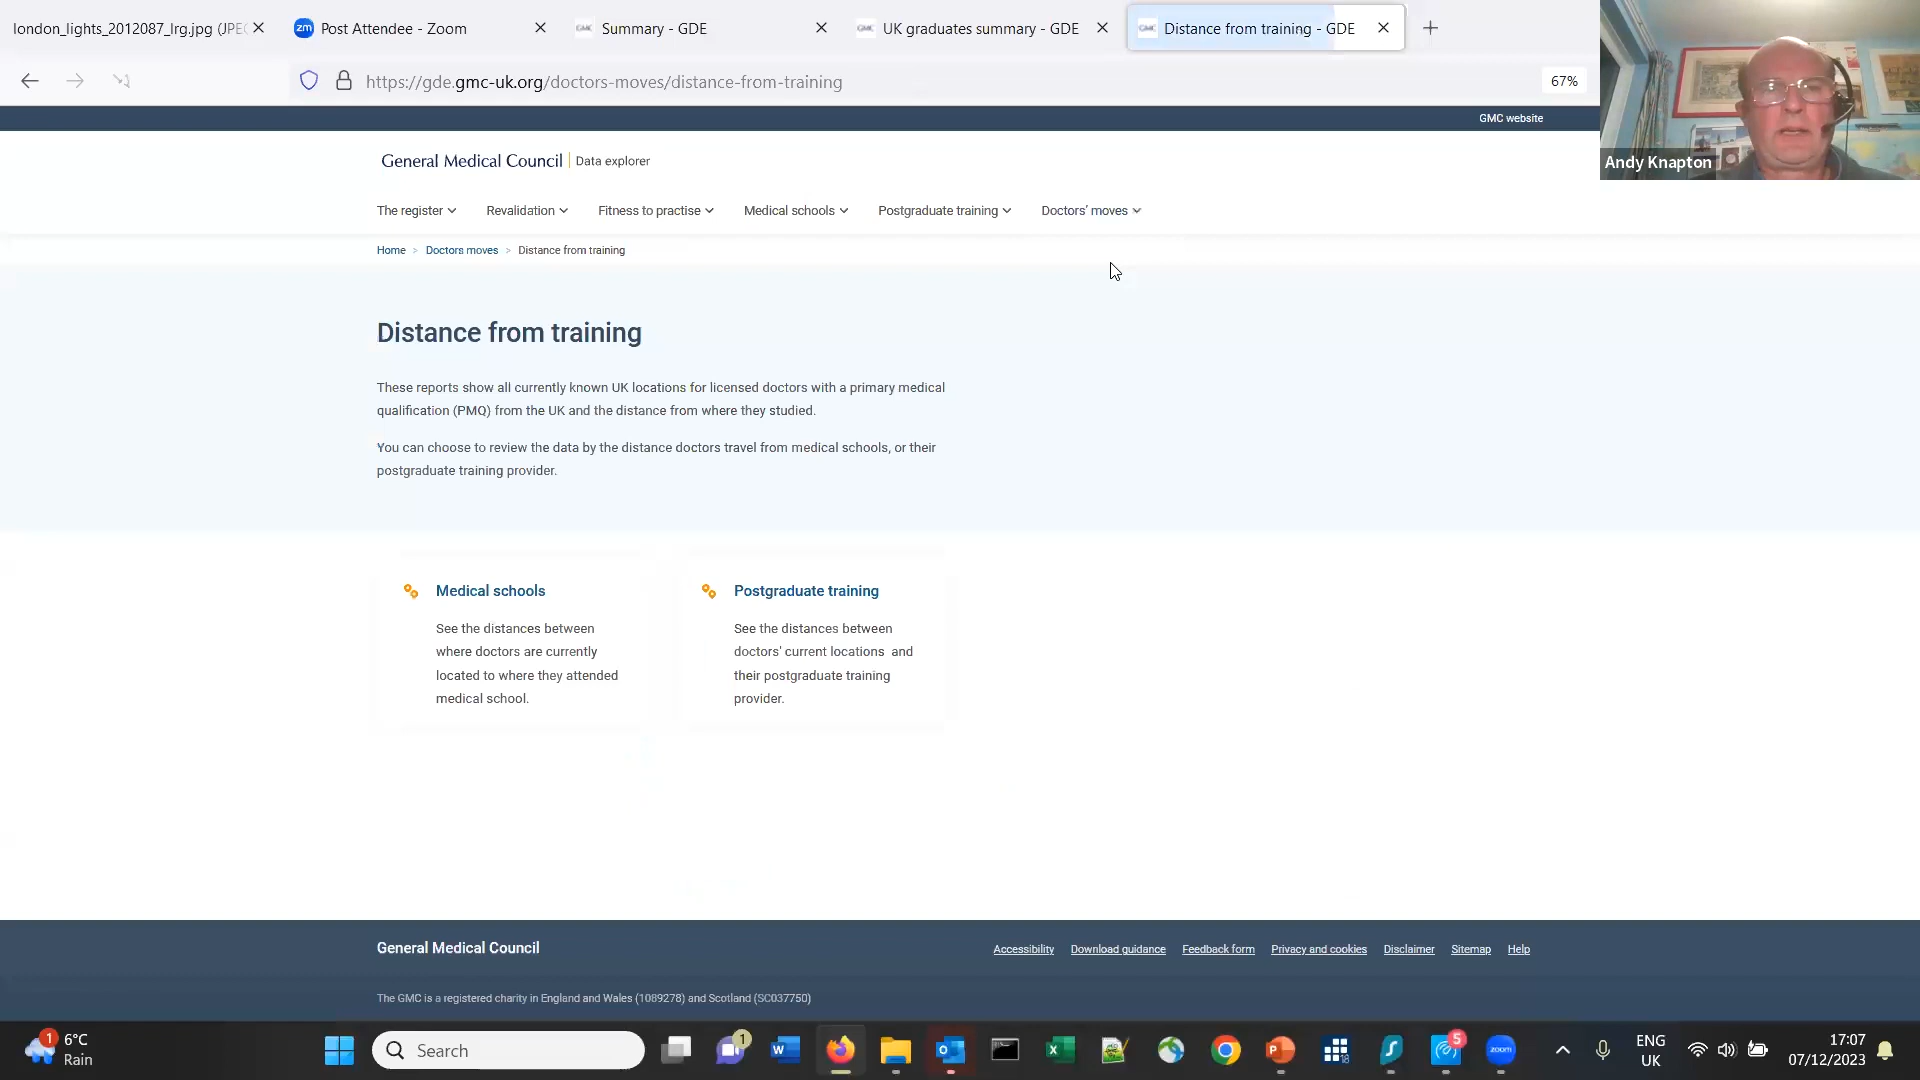 london_lights_2012087_lrg.jpg (JPE
Post Attendee - Zoom
Summary - GDE
UK graduates summary - GDE
Distance from training - GDE
https://gde.gmc-uk.org/doctors-moves/distance-from-training
67%
GMC website
Andy Knapton
General Medical Council
Data explorer
The register
Revalidation
Fitness to practise
Medical schools
Postgraduate training
Doctors' moves
Home > Doctors moves > Distance from training
Distance from training
These reports show all currently known UK locations for licensed doctors with a primary medical
qualification (PMQ) from the UK and the distance from where they studied.
You can choose to review the data by the distance doctors travel from medical schools, or their
postgraduate training provider.
Medical schools
See the distances between
where doctors are currently
located to where they attended
medical school.
Postgraduate training
See the distances between
doctors' current locations and
their postgraduate training
provider.
General Medical Council
Accessibility
Download guidance
Feedback form
Privacy and cookies
Disclaimer
Sitemap
Help
The GMC is a registered charity in England and Wales (1089278) and Scotland (SC037750)
1
6°C
Rain
Search
1
5
zoom
ENG
UK
17:07
07/12/2023